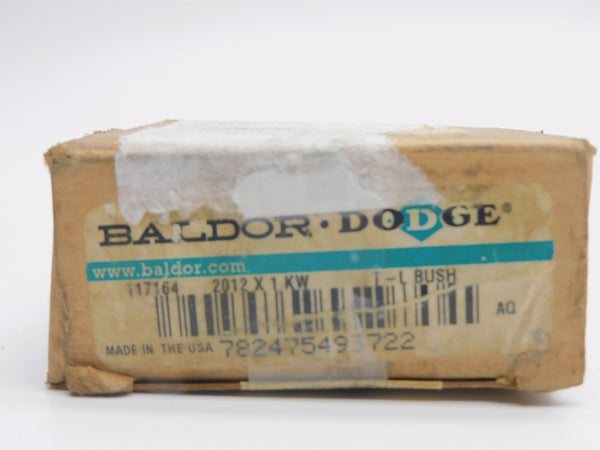 BALDOR · DODGE®
www.baldor.com
117164 2012 X 1 KW T-L BUSH
AQ
MADE IN THE USA 782475493722